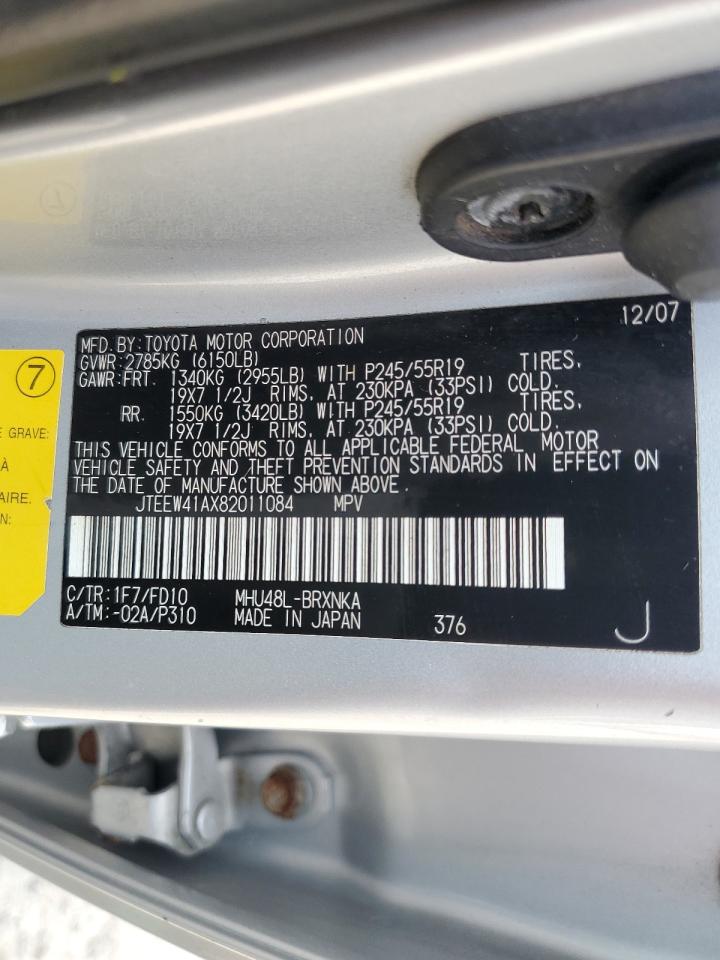 12/07
MFD. BY: TOYOTA MOTOR CORPORATION
GVWR: 2785KG (6150LB)
GAWR: FRT. 1340KG (2955LB) WITH P245/55R19 TIRES,
19X7 1/2J RIMS, AT 230KPA (33PSI) COLD.
RR. 1550KG (3420LB) WITH P245/55R19 TIRES,
19X7 1/2J RIMS, AT 230KPA (33PSI) COLD.
THIS VEHICLE CONFORMS TO ALL APPLICABLE FEDERAL MOTOR
VEHICLE SAFETY AND THEFT PREVENTION STANDARDS IN EFFECT ON
THE DATE OF MANUFACTURE SHOWN ABOVE.
JTEEW41AX82011084 MPV
C/TR: 1F7/FD10 MHU48L-BRXNKA
A/TM: -02A/P310 MADE IN JAPAN 376 J
7
E GRAVE:
À
AIRE.
N: